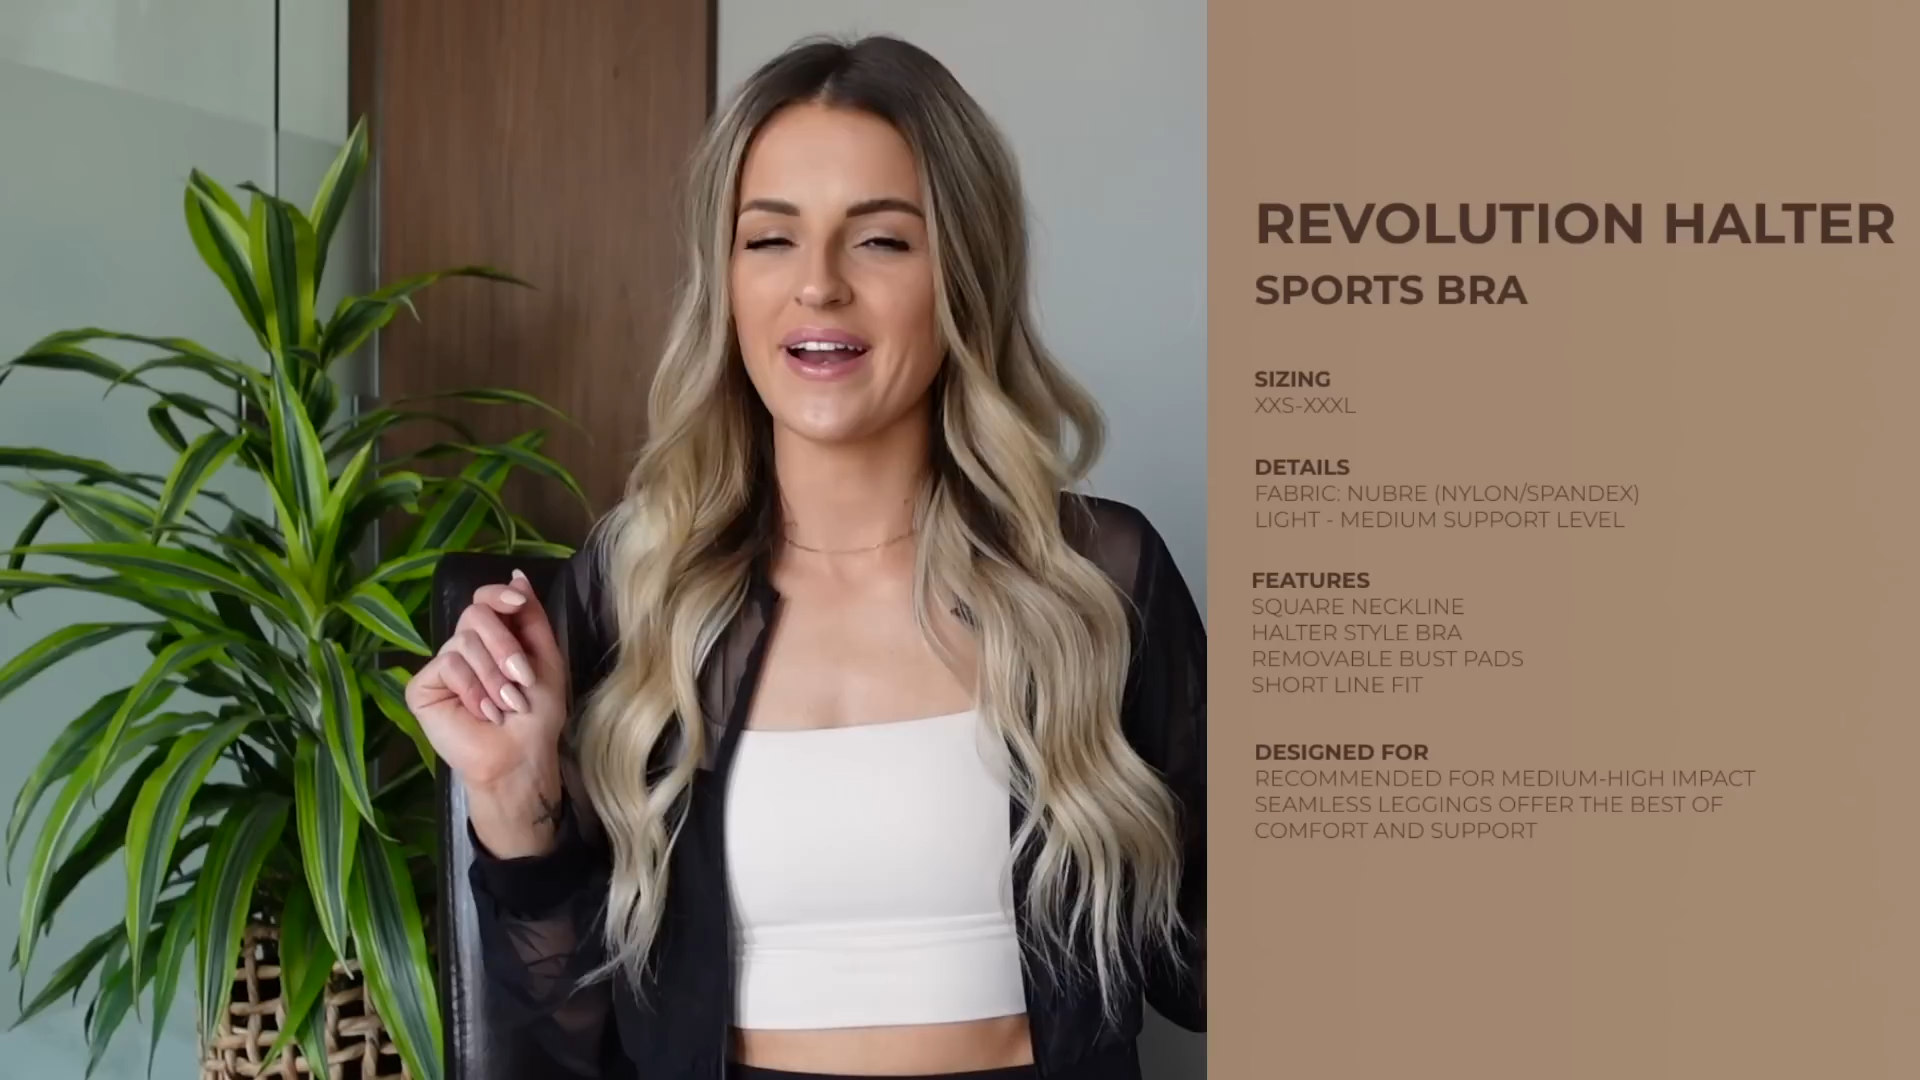 REVOLUTION HALTER
SPORTS BRA
SIZING
XXS-XXXL
DETAILS
FABRIC: NUBRE (NYLON/SPANDEX)
LIGHT - MEDIUM SUPPORT LEVEL
FEATURES
SQUARE NECKLINE
HALTER STYLE BRA
REMOVABLE BUST PADS
SHORT LINE FIT
DESIGNED FOR
RECOMMENDED FOR MEDIUM-HIGH IMPACT
SEAMLESS LEGGINGS OFFER THE BEST OF
COMFORT AND SUPPORT